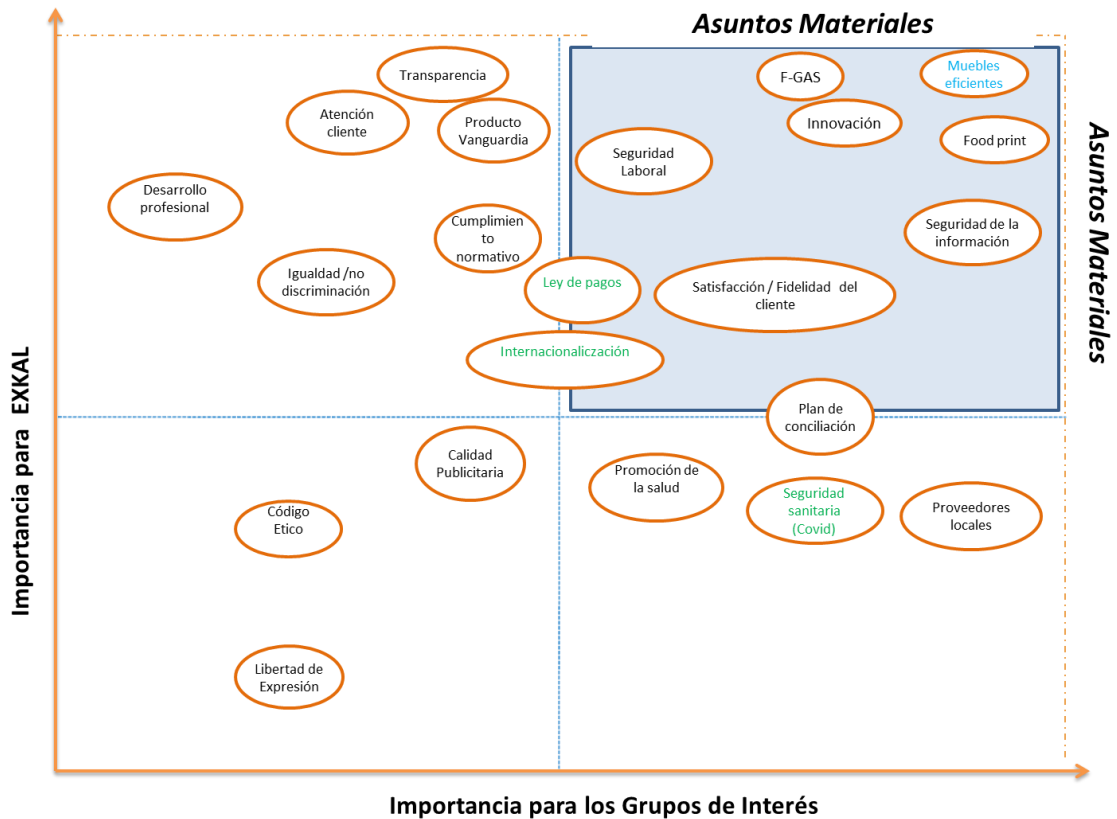 Asuntos Materiales
Transparencia
F-GAS
Muebles
eficientes
Atención
cliente
Producto
Vanguardia
Innovación
Food print
Seguridad
Laboral
Desarrollo
profesional
Cumplimien
to
normativo
Seguridad de la
información
Igualdad /no
discriminación
Ley de pagos
Satisfacción / Fidelidad del
cliente
Internacionaliczación
Asuntos Materiales
Plan de
conciliación
Calidad
Publicitaria
Promoción de
la salud
Seguridad
sanitaria
(Covid)
Proveedores
locales
Código
Etico
Libertad de
Expresión
Importancia para EXKAL
Importancia para los Grupos de Interés